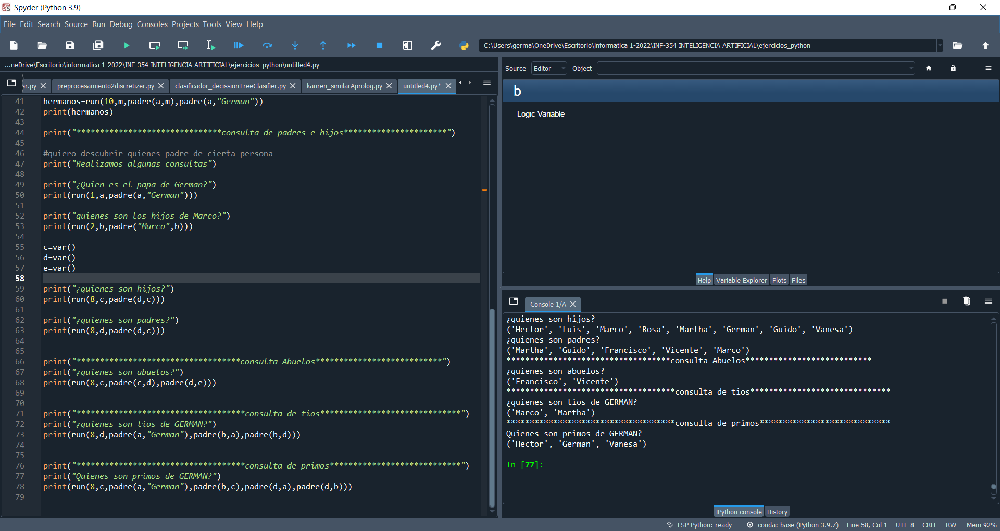 Spyder (Python 3.9)
File Edit Search Source Run Debug Consoles Projects Tools View Help
C:\Users\germa\OneDrive\Escritorio\informatica 1-2022\INF-354 INTELIGENCIA ARTIFICIAL\ejercicios_python
...neDrive\Escritorio\informatica 1-2022\INF-354 INTELIGENCIA ARTIFICIAL\ejercicios_python\untitled4.py
er.py preprocesamiento2discretizer.py clasificador_decissionTreeClasifier.py kanren_similarAprolog.py untitled4.py*
41 hermanos=run(10,m,padre(a,m),padre(a,"German"))
42 print(hermanos)
43
44 print("*******************************consulta de padres e hijos**********************")
45
46 #quiero descubrir quienes padre de cierta persona
47 print("Realizamos algunas consultas")
48
49 print("¿Quien es el papa de German?")
50 print(run(1,a,padre(a,"German")))
51
52 print("quienes son los hijos de Marco?")
53 print(run(2,b,padre("Marco",b)))
54
55 c=var()
56 d=var()
57 e=var()
58
59 print("¿quienes son hijos?")
60 print(run(8,c,padre(d,c)))
61
62 print("¿quienes son padres?")
63 print(run(8,d,padre(d,c)))
64
65
66 print("***********************************consulta Abuelos***************************")
67 print("¿quienes son abuelos?")
68 print(run(8,c,padre(c,d),padre(d,e)))
69
70
71 print("************************************consulta de tios******************************")
72 print("¿quienes son tios de GERMAN?")
73 print(run(8,d,padre(a,"German"),padre(b,a),padre(b,d)))
74
75
76 print("************************************consulta de primos****************************")
77 print("Quienes son primos de GERMAN?")
78 print(run(8,c,padre(a,"German"),padre(b,c),padre(d,a),padre(d,b)))
79
Source Editor Object
b
Logic Variable
Help Variable Explorer Plots Files
Console 1/A
¿quienes son hijos?
('Hector', 'Luis', 'Marco', 'Rosa', 'Martha', 'German', 'Guido', 'Vanesa')
¿quienes son padres?
('Martha', 'Guido', 'Francisco', 'Vicente', 'Marco')
***********************************consulta Abuelos***************************
¿quienes son abuelos?
('Francisco', 'Vicente')
************************************consulta de tios******************************
¿quienes son tios de GERMAN?
('Marco', 'Martha')
************************************consulta de primos****************************
Quienes son primos de GERMAN?
('Hector', 'German', 'Vanesa')
In [77]:
IPython console History
LSP Python: ready conda: base (Python 3.9.7) Line 58, Col 1 UTF-8 CRLF RW Mem 92%